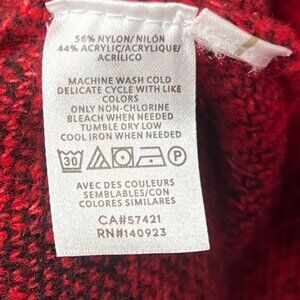 56% NYLON/ NILÓN
44% ACRYLIC/ACRYLIQUE/
ACRÍLICO
MACHINE WASH COLD
DELICATE CYCLE WITH LIKE
COLORS
ONLY NON-CHLORINE
BLEACH WHEN NEEDED
TUMBLE DRY LOW
COOL IRON WHEN NEEDED
30 P
AVEC DES COULEURS
SEMBLABLES/CON
COLORES SIMILARES
CA#57421
RN#140923